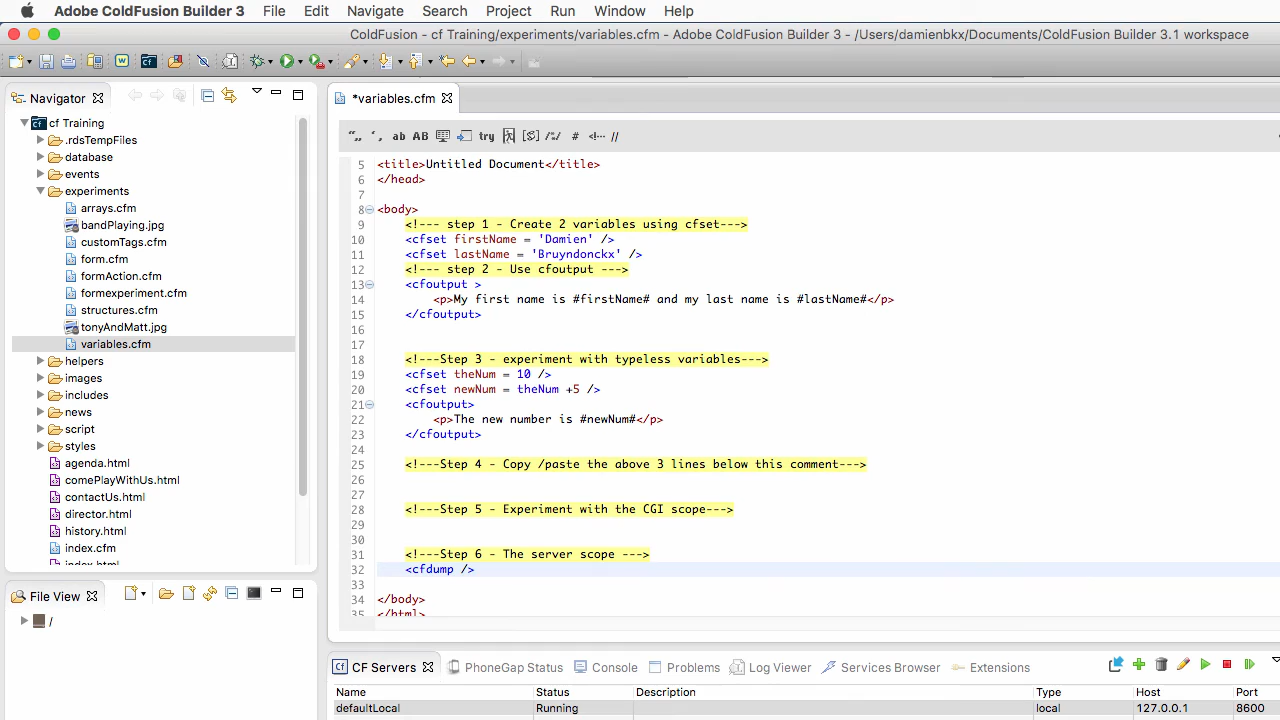 Adobe ColdFusion Builder 3 File Edit Navigate Search Project Run Window Help
ColdFusion - cf Training/experiments/variables.cfm - Adobe ColdFusion Builder 3 - /Users/damienbkx/Documents/ColdFusion Builder 3.1 workspace
Navigator
cf Training
.rdsTempFiles
database
events
experiments
arrays.cfm
bandPlaying.jpg
customTags.cfm
form.cfm
formAction.cfm
formexperiment.cfm
structures.cfm
tonyAndMatt.jpg
variables.cfm
helpers
images
includes
news
script
styles
agenda.html
comePlayWithUs.html
contactUs.html
director.html
history.html
index.cfm
index.html
File View
/
*variables.cfm
“„ ‘, ab AB try /*/ # <!-- //
5 <title>Untitled Document</title>
6 </head>
7
8 <body>
9 <!--- step 1 - Create 2 variables using cfset--->
10 <cfset firstName = 'Damien' />
11 <cfset lastName = 'Bruyndonckx' />
12 <!--- step 2 - Use cfoutput --->
13 <cfoutput >
14 <p>My first name is #firstName# and my last name is #lastName#</p>
15 </cfoutput>
16
17
18 <!---Step 3 - experiment with typeless variables--->
19 <cfset theNum = 10 />
20 <cfset newNum = theNum +5 />
21 <cfoutput>
22 <p>The new number is #newNum#</p>
23 </cfoutput>
24
25 <!---Step 4 - Copy /paste the above 3 lines below this comment--->
26
27
28 <!---Step 5 - Experiment with the CGI scope--->
29
30
31 <!---Step 6 - The server scope --->
32 <cfdump />
33
34 </body>
35 </html>
CF Servers PhoneGap Status Console Problems Log Viewer Services Browser Extensions
Name Status Description Type Host Port
defaultLocal Running local 127.0.0.1 8600